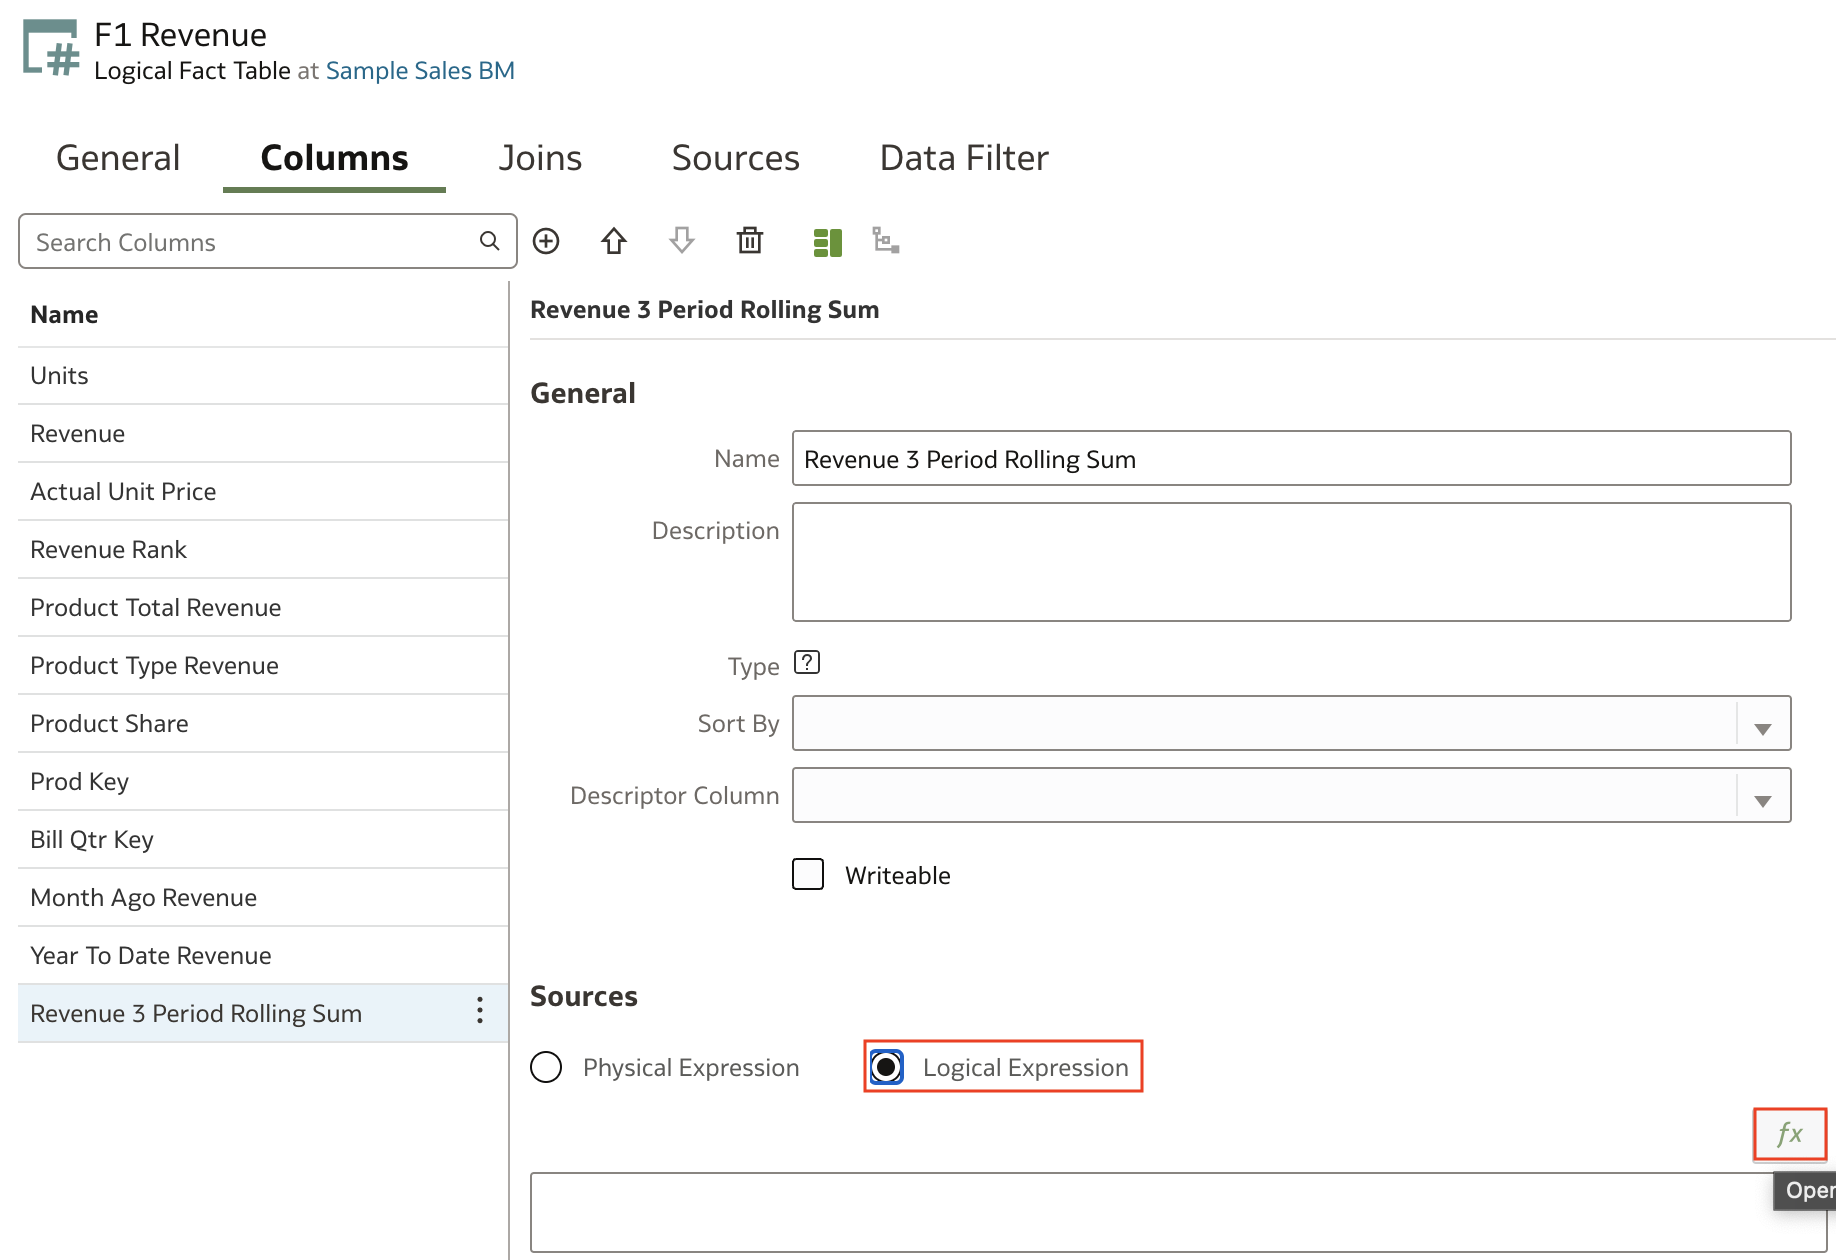 F1 Revenue
Logical Fact Table at Sample Sales BM
General Columns Joins Sources Data Filter
Search Columns
Name
Units
Revenue
Actual Unit Price
Revenue Rank
Product Total Revenue
Product Type Revenue
Product Share
Prod Key
Bill Qtr Key
Month Ago Revenue
Year To Date Revenue
Revenue 3 Period Rolling Sum
Revenue 3 Period Rolling Sum
General
Name Revenue 3 Period Rolling Sum
Description
Type ?
Sort By
Descriptor Column
Writeable
Sources
Physical Expression Logical Expression
fx
Open